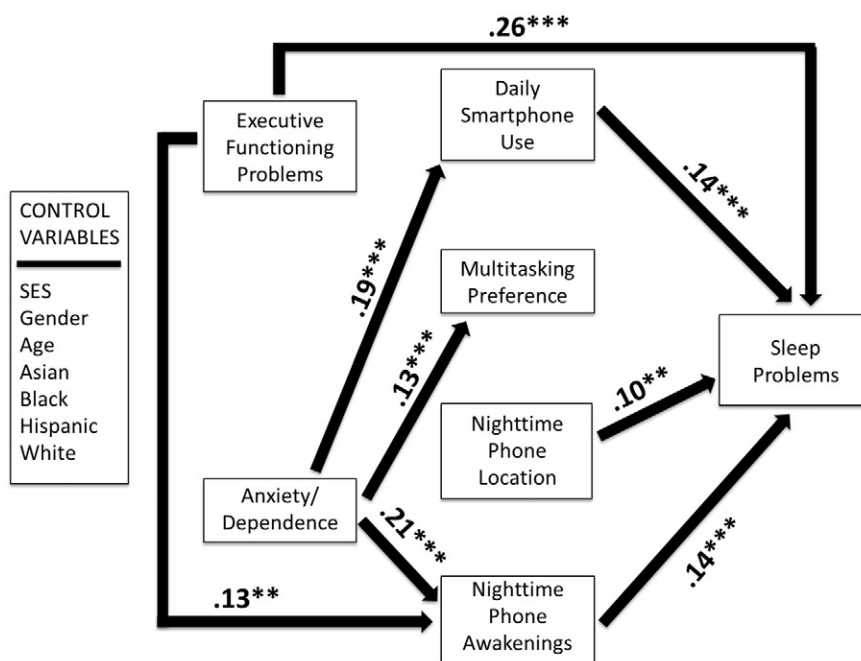 .26***
Executive
Functioning
Problems
Daily
Smartphone
Use
.14***
CONTROL
VARIABLES
SES
Gender
Age
Asian
Black
Hispanic
White
.19***
Multitasking
Preference
.13***
Sleep
Problems
.10**
Nighttime
Phone
Location
Anxiety/
Dependence
.21***
.14***
.13**
Nighttime
Phone
Awakenings